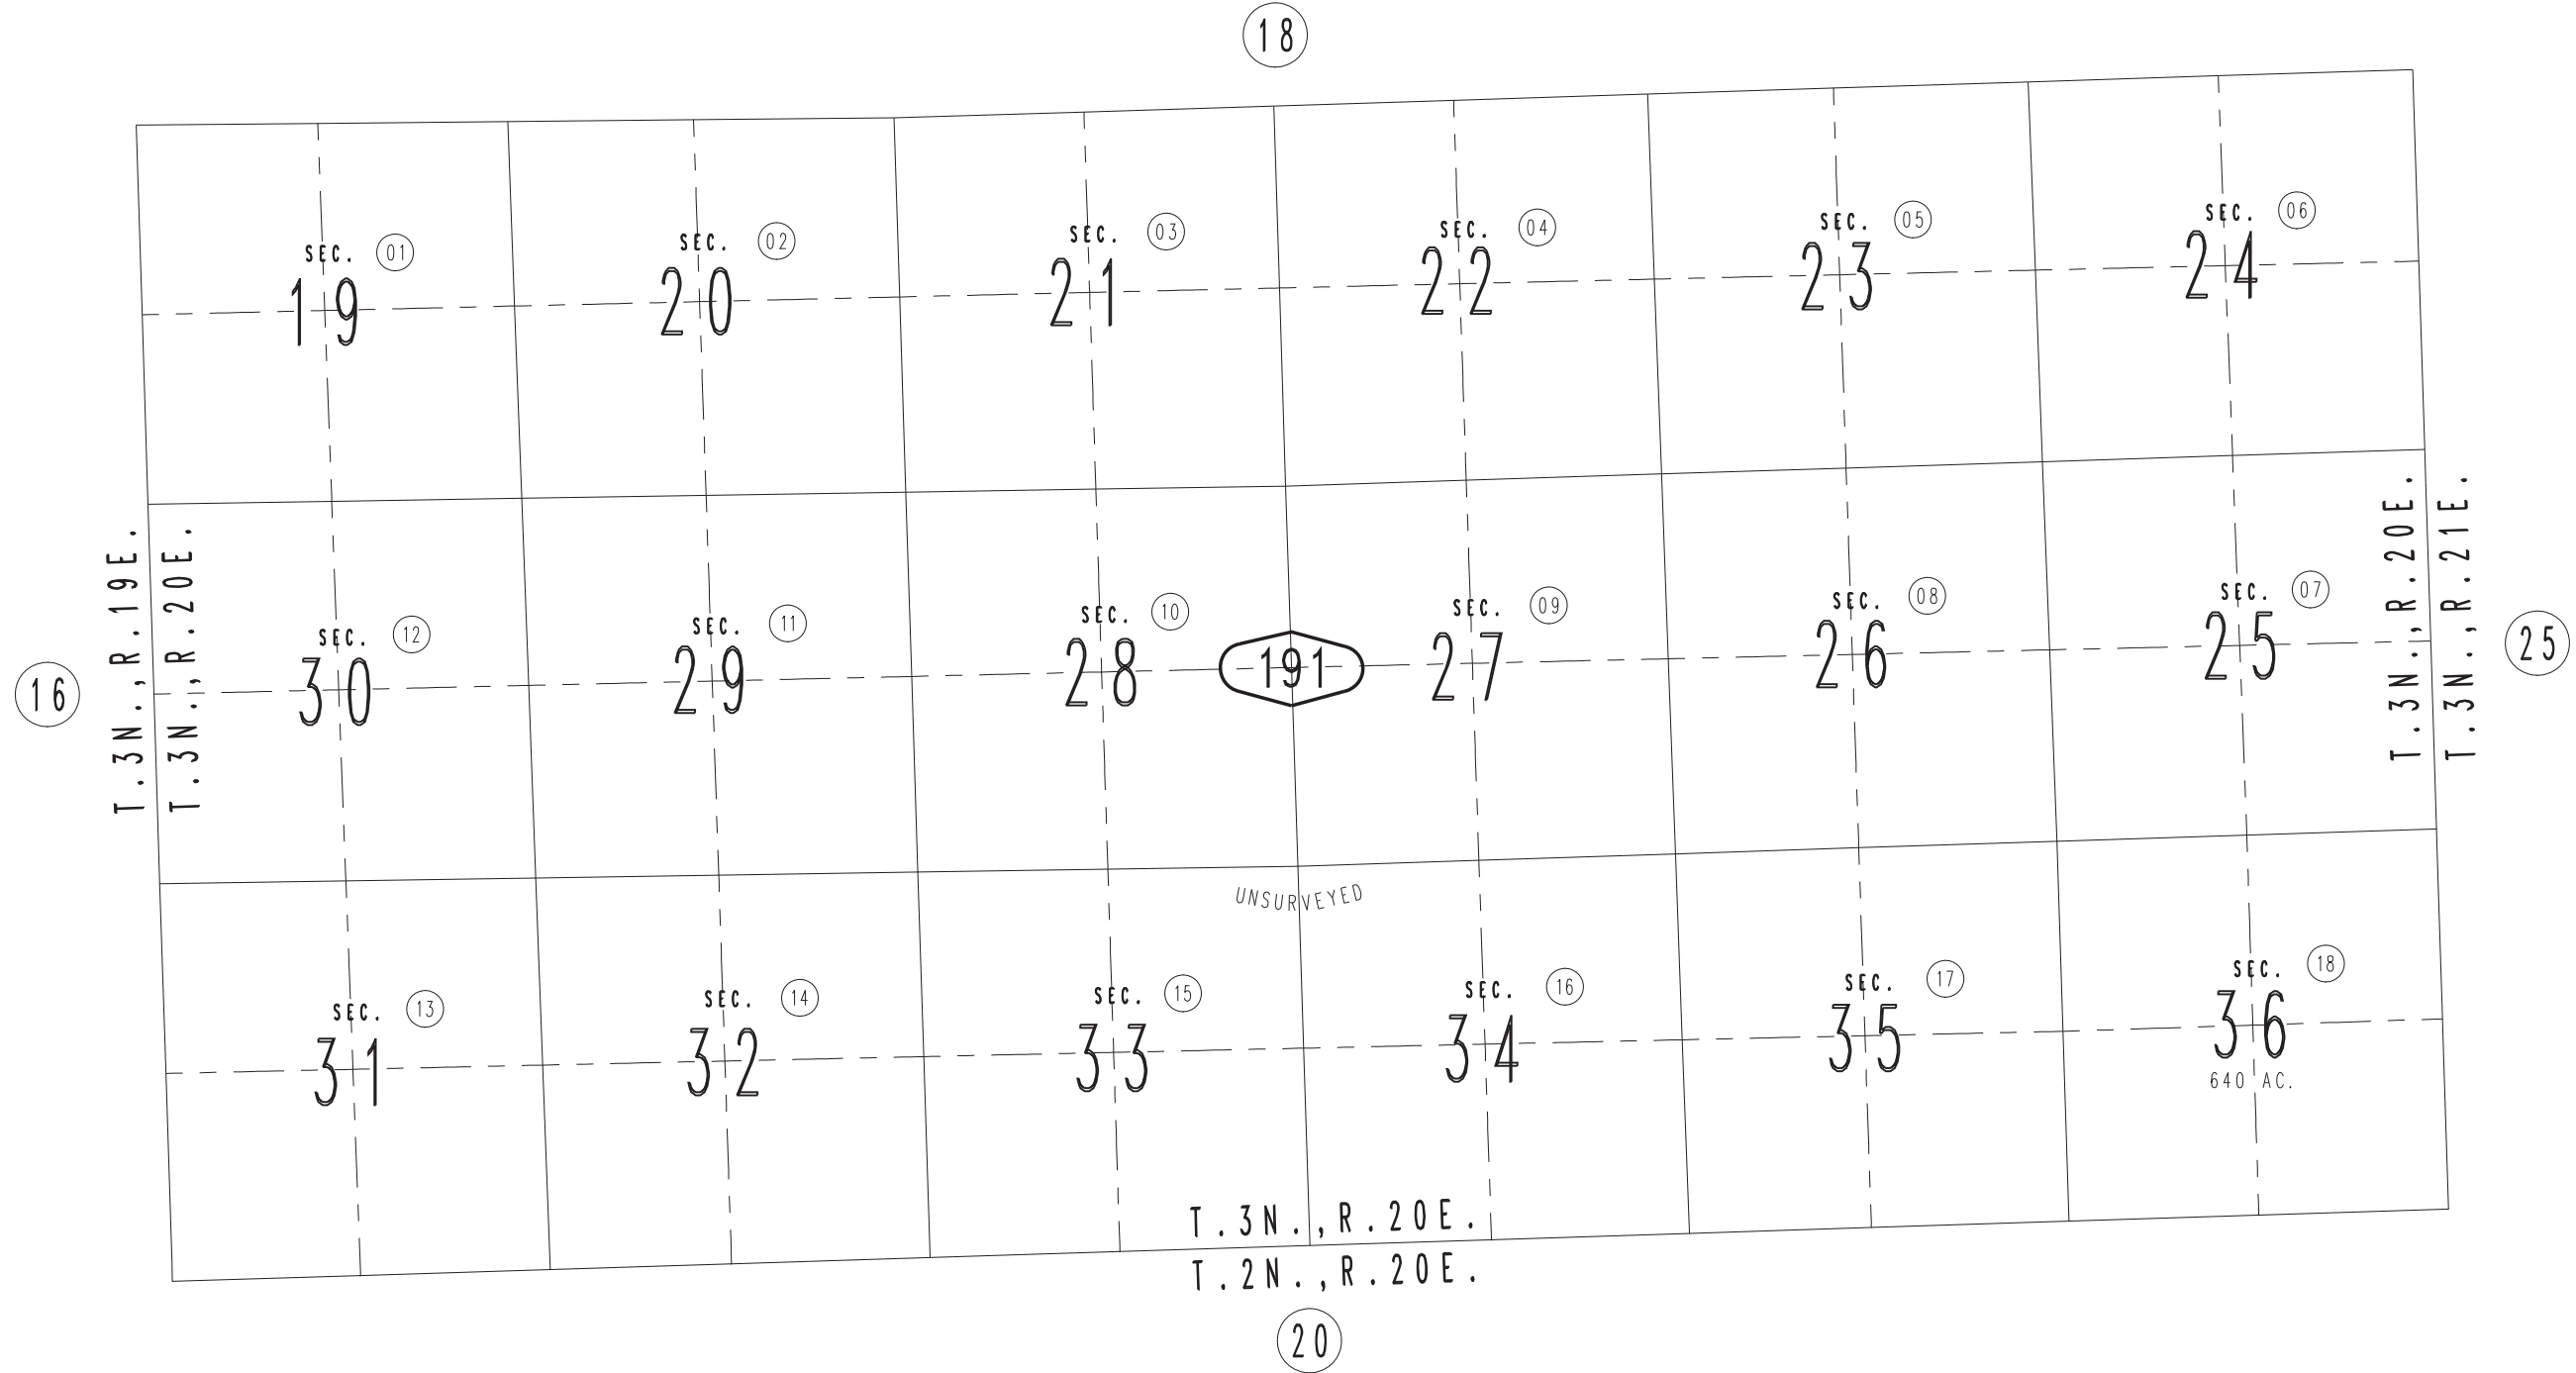 18
SEC. 01
19
SEC. 02
20
SEC. 03
21
SEC. 04
22
SEC. 05
23
SEC. 06
24
T.3N.,R.19E.
T.3N.,R.20E.
16
SEC. 12
30
SEC. 11
29
SEC. 10
28
191
SEC. 09
27
SEC. 08
26
SEC. 07
25
T.3N.,R.20E.
T.3N.,R.21E.
25
UNSURVEYED
SEC. 13
31
SEC. 14
32
SEC. 15
33
SEC. 16
34
SEC. 17
35
SEC. 18
36
640 AC.
T.3N.,R.20E.
T.2N.,R.20E.
20